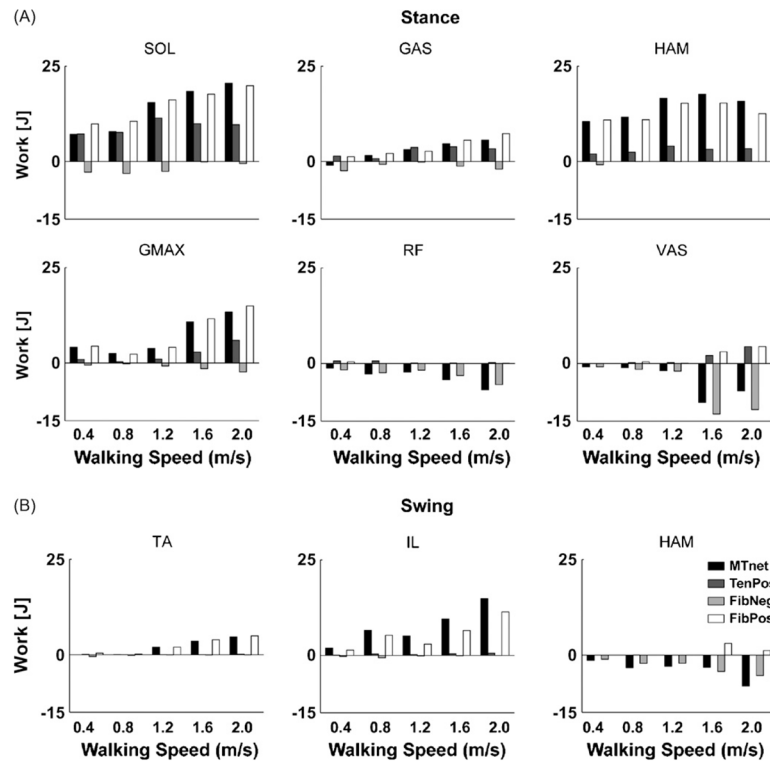 (A) Stance
SOL GAS HAM
Work [J]
25
0
-15
25
0
-15
25
0
-15
GMAX RF VAS
Work [J]
25
0
-15
25
0
-15
25
0
-15
0.4 0.8 1.2 1.6 2.0
0.4 0.8 1.2 1.6 2.0
0.4 0.8 1.2 1.6 2.0
Walking Speed (m/s) Walking Speed (m/s) Walking Speed (m/s)
(B) Swing
TA IL HAM
Work [J]
25
0
-15
25
0
-15
25
0
-15
MTnet
TenPos
FibNeg
FibPos
0.4 0.8 1.2 1.6 2.0
0.4 0.8 1.2 1.6 2.0
0.4 0.8 1.2 1.6 2.0
Walking Speed (m/s) Walking Speed (m/s) Walking Speed (m/s)